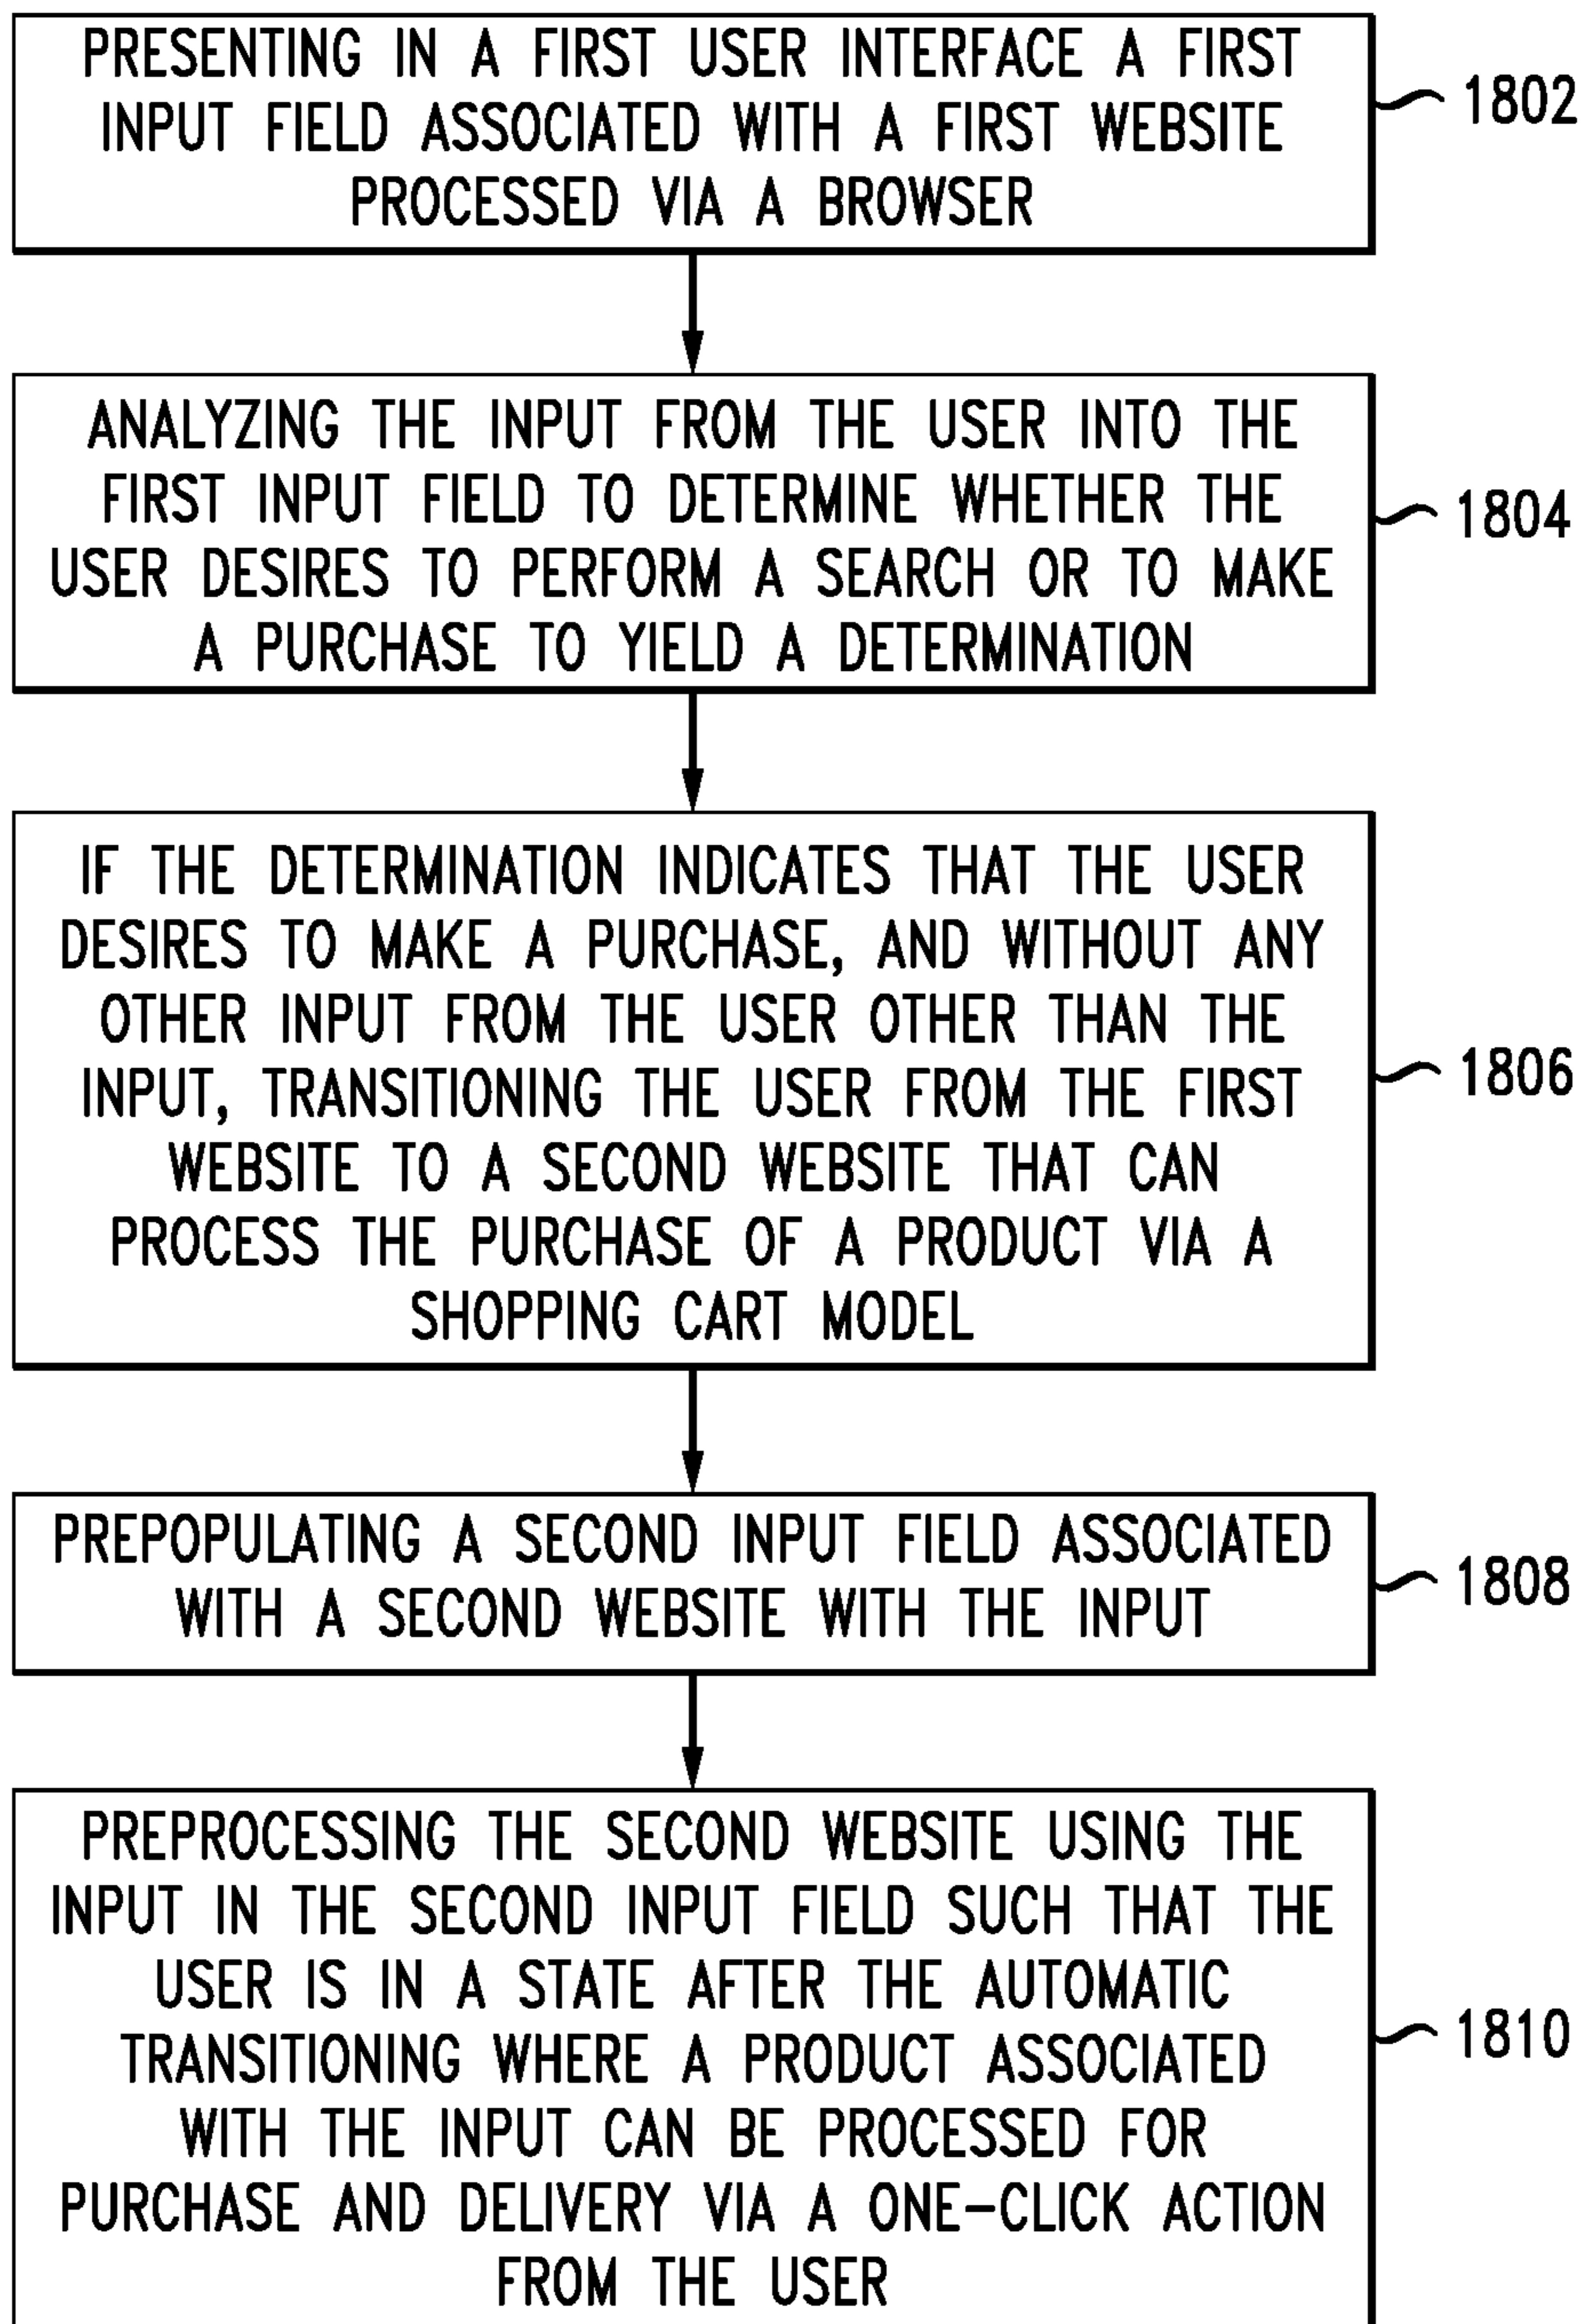 PRESENTING IN A FIRST USER INTERFACE A FIRST
INPUT FIELD ASSOCIATED WITH A FIRST WEBSITE
PROCESSED VIA A BROWSER
1802
ANALYZING THE INPUT FROM THE USER INTO THE
FIRST INPUT FIELD TO DETERMINE WHETHER THE
USER DESIRES TO PERFORM A SEARCH OR TO MAKE
A PURCHASE TO YIELD A DETERMINATION
1804
IF THE DETERMINATION INDICATES THAT THE USER
DESIRES TO MAKE A PURCHASE, AND WITHOUT ANY
OTHER INPUT FROM THE USER OTHER THAN THE
INPUT, TRANSITIONING THE USER FROM THE FIRST
WEBSITE TO A SECOND WEBSITE THAT CAN
PROCESS THE PURCHASE OF A PRODUCT VIA A
SHOPPING CART MODEL
1806
PREPOPULATING A SECOND INPUT FIELD ASSOCIATED
WITH A SECOND WEBSITE WITH THE INPUT
1808
PREPROCESSING THE SECOND WEBSITE USING THE
INPUT IN THE SECOND INPUT FIELD SUCH THAT THE
USER IS IN A STATE AFTER THE AUTOMATIC
TRANSITIONING WHERE A PRODUCT ASSOCIATED
WITH THE INPUT CAN BE PROCESSED FOR
PURCHASE AND DELIVERY VIA A ONE-CLICK ACTION
FROM THE USER
1810